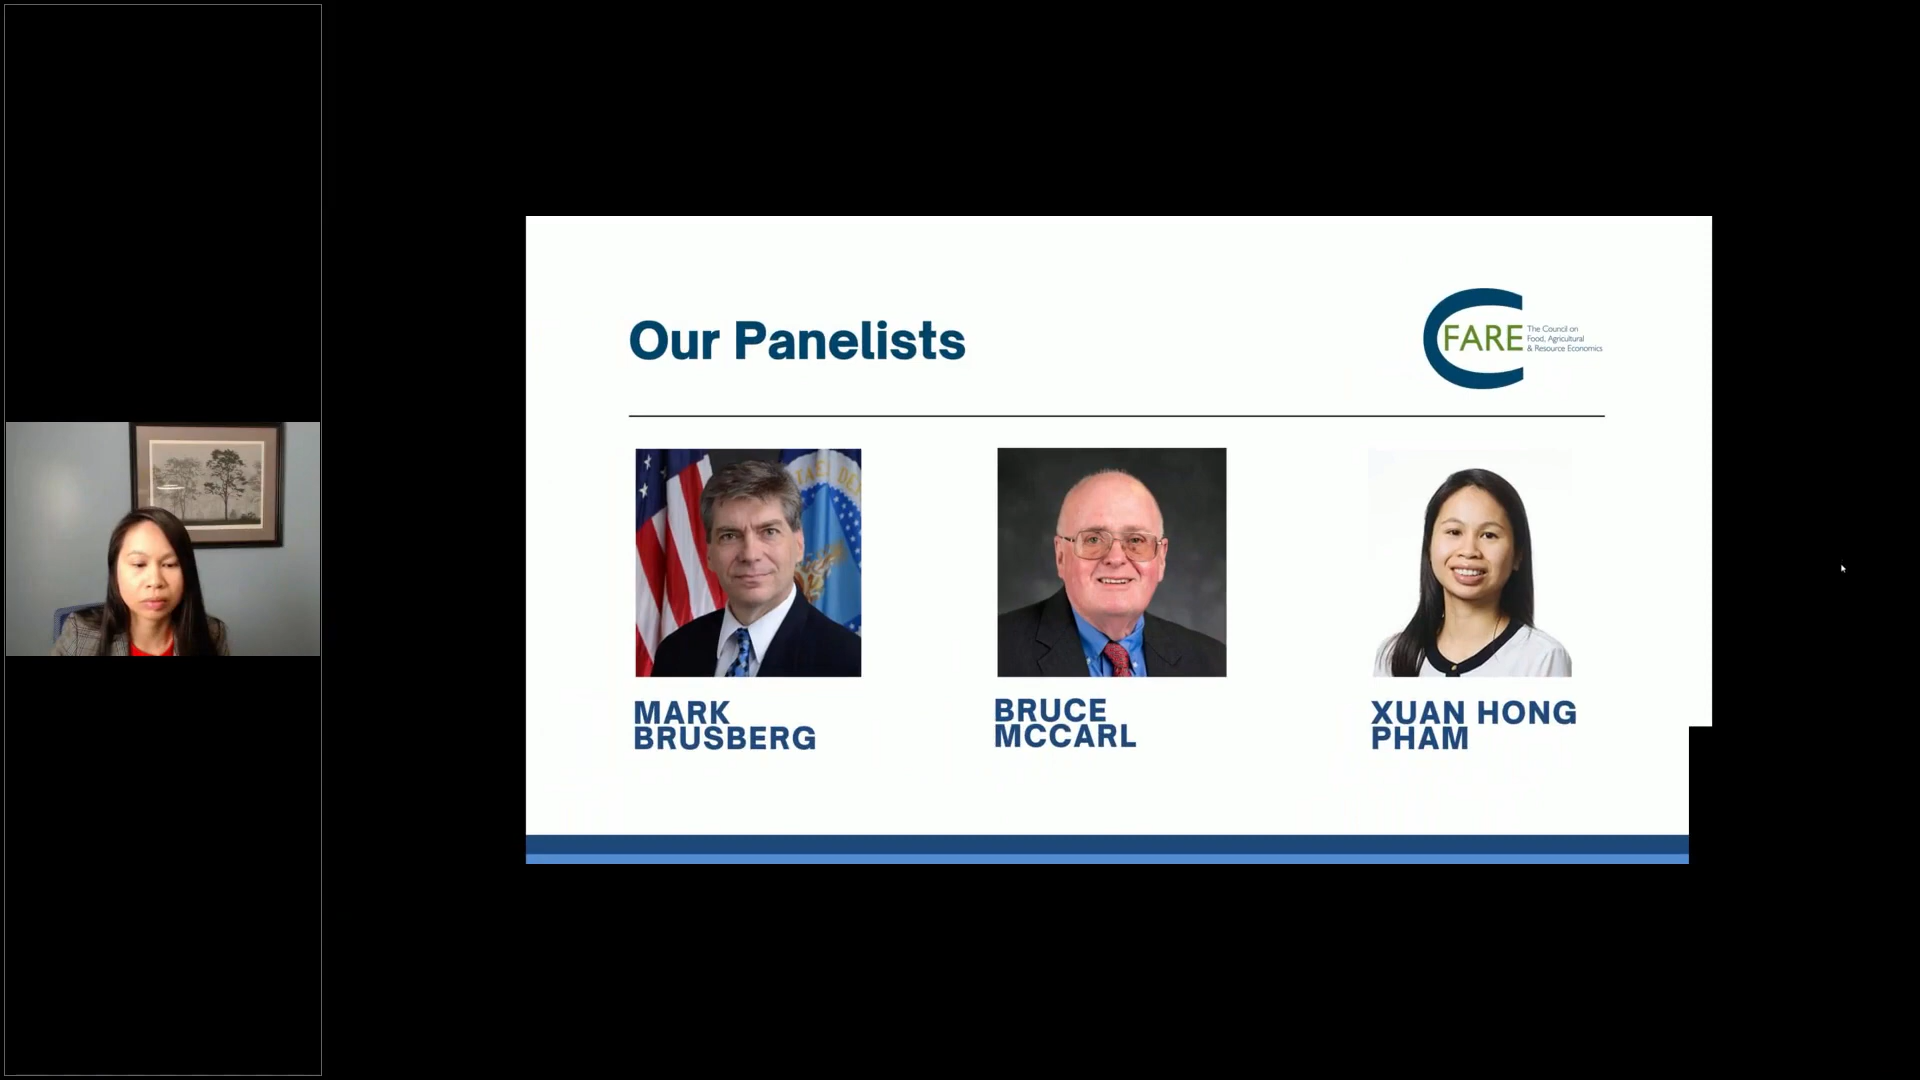 Our Panelists
FARE
The Council on
Food, Agricultural
& Resource Economics
MARK
BRUSBERG
BRUCE
MCCARL
XUAN HONG
PHAM